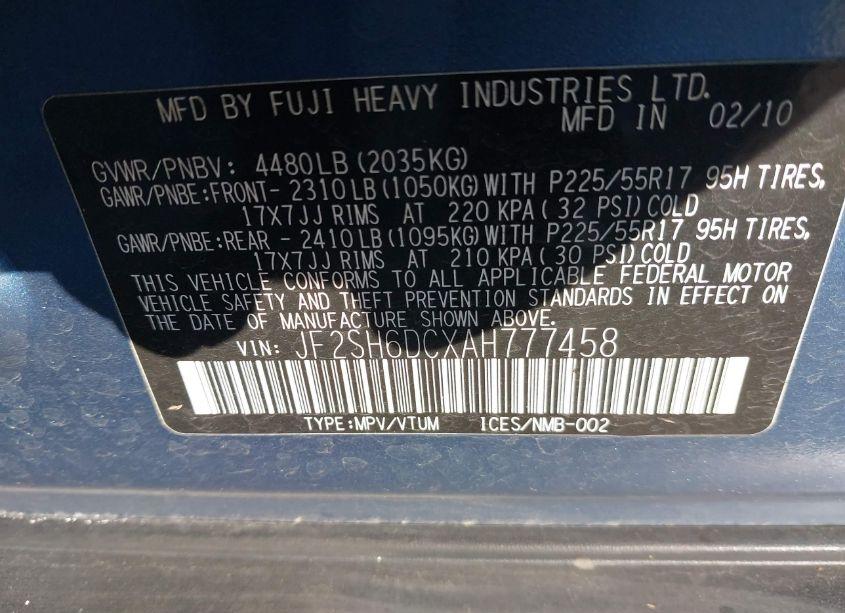 MFD BY FUJI HEAVY INDUSTRIES LTD.
MFD IN 02/10
GVWR/PNBV: 4480LB (2035KG)
GAWR/PNBE:FRONT- 2310LB (1050KG) WITH P225/55R17 95H TIRES,
17X7JJ RIMS AT 220 KPA( 32 PSI)COLD
GAWR/PNBE:REAR - 2410LB (1095KG) WITH P225/55R17 95H TIRES,
17X7JJ RIMS AT 210 KPA( 30 PSI)COLD
THIS VEHICLE CONFORMS TO ALL APPLICABLE FEDERAL MOTOR
VEHICLE SAFETY AND THEFT PREVENTION STANDARDS IN EFFECT ON
THE DATE OF MANUFACTURE SHOWN ABOVE.
VIN: JF2SH6DCXAH777458
TYPE:MPV/VTUM ICES/NMB-002